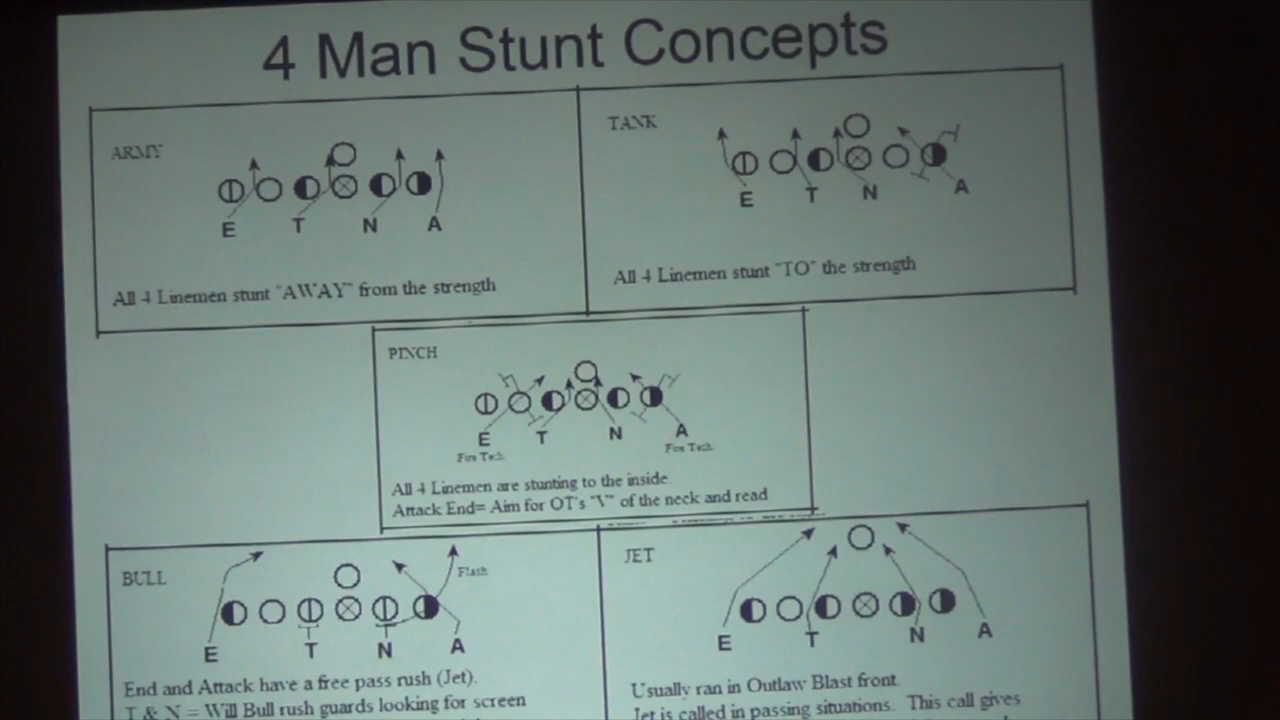 4 Man Stunt Concepts
ARMY
E T N A
All 4 Linemen stunt "AWAY" from the strength
TANK
E T N A
All 4 Linemen stunt "TO" the strength
PINCH
E T N A
Fire Tech. Fire Tech.
All 4 Linemen are stunting to the inside.
Attack End= Aim for OT's "V" of the neck and read
BULL
Flash
E T N A
End and Attack have a free pass rush (Jet).
T & N = Will Bull rush guards looking for screen
JET
E T N A
Usually ran in Outlaw Blast front.
Jet is called in passing situations. This call gives